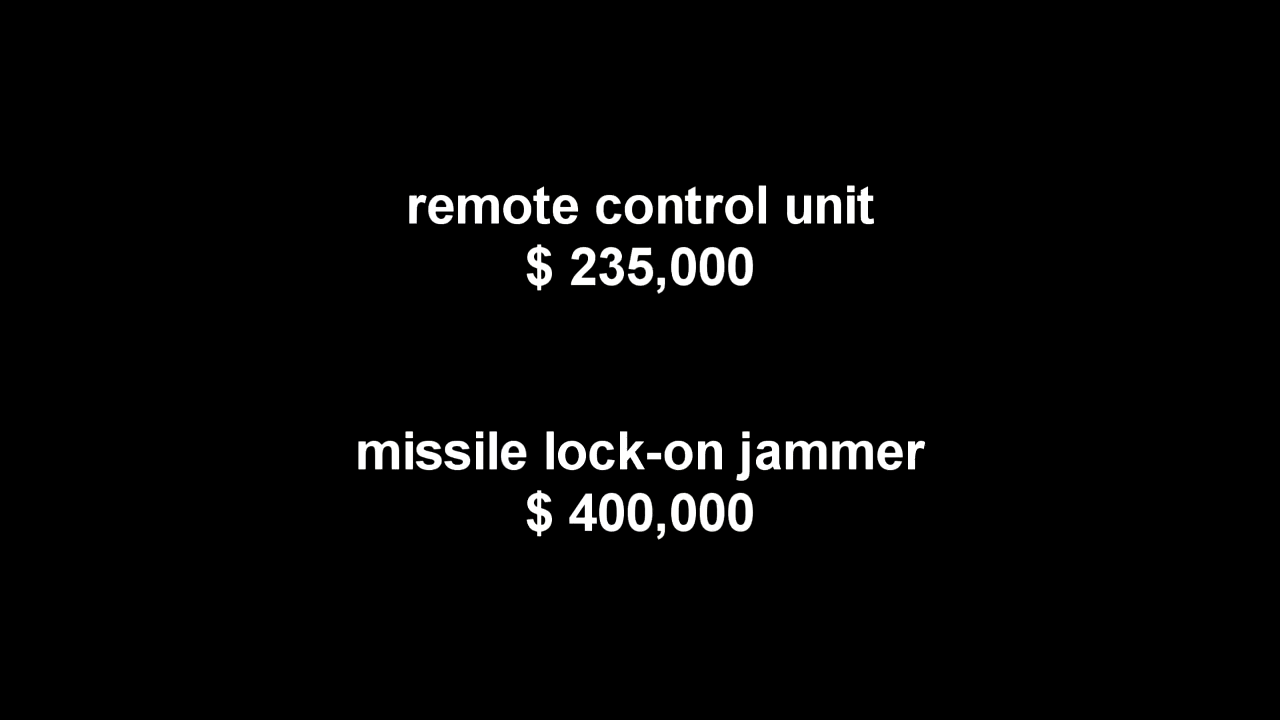 remote control unit
$ 235,000
missile lock-on jammer
$ 400,000